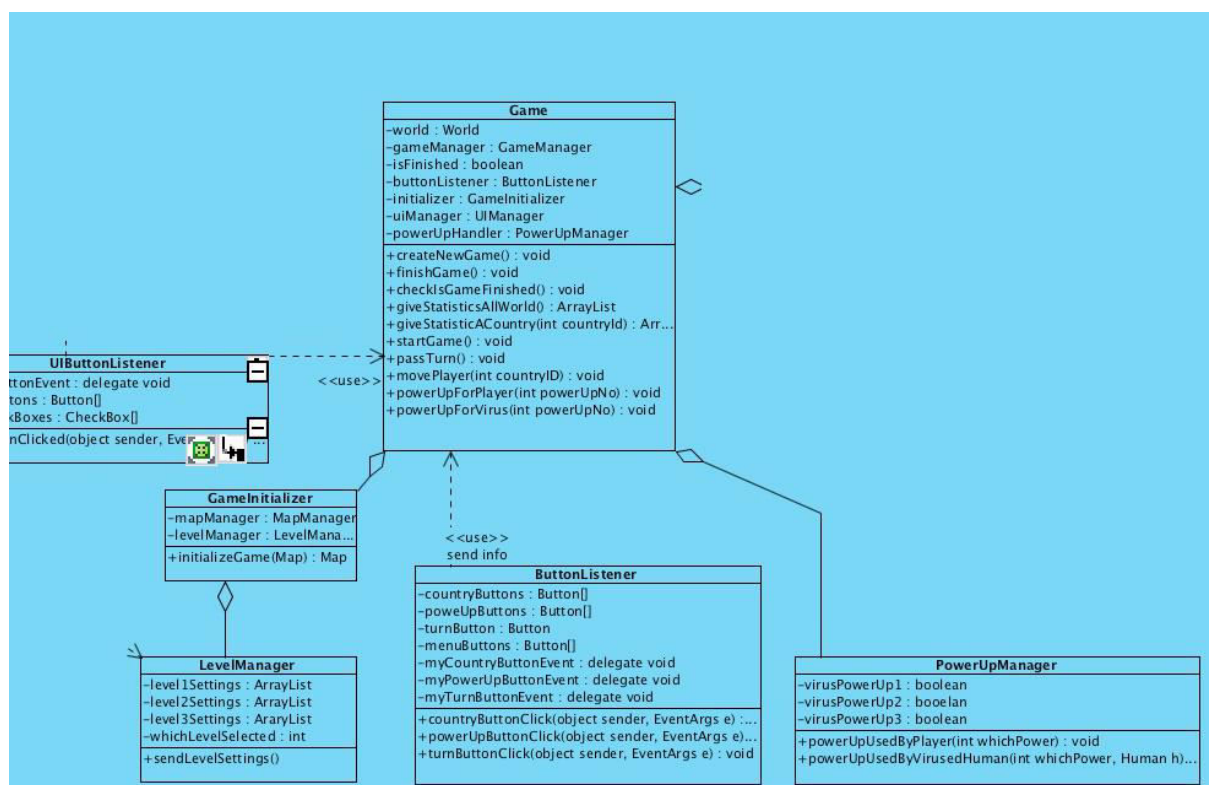 Game
-world : World
-gameManager : GameManager
-isFinished : boolean
-buttonListener : ButtonListener
-initializer : GameInitializer
-uiManager : UIManager
-powerUpHandler : PowerUpManager
+createNewGame() : void
+finishGame() : void
+checkIsGameFinished() : void
+giveStatisticsAllWorld() : ArrayList
+giveStatisticACountry(int countryId) : Arr...
+startGame() : void
+passTurn() : void
+movePlayer(int countryID) : void
+powerUpForPlayer(int powerUpNo) : void
+powerUpForVirus(int powerUpNo) : void
UIButtonListener
ttonEvent : delegate void
tons : Button[]
kBoxes : CheckBox[]
nClicked(object sender, Eve ...
<<use>>
GameInitializer
-mapManager : MapManager
-levelManager : LevelMana...
+initializeGame(Map) : Map
<<use>>
send info
LevelManager
-level1Settings : ArrayList
-level2Settings : ArrayList
-level3Settings : AraryList
-whichLevelSelected : int
+sendLevelSettings()
ButtonListener
-countryButtons : Button[]
-poweUpButtons : Button[]
-turnButton : Button
-menuButtons : Button[]
-myCountryButtonEvent : delegate void
-myPowerUpButtonEvent : delegate void
-myTurnButtonEvent : delegate void
+countryButtonClick(object sender, EventArgs e) :...
+powerUpButtonClick(object sender, EventArgs e)...
+turnButtonClick(object sender, EventArgs e) : void
PowerUpManager
-virusPowerUp1 : boolean
-virusPowerUp2 : booelan
-virusPowerUp3 : boolean
+powerUpUsedByPlayer(int whichPower) : void
+powerUpUsedByVirusedHuman(int whichPower, Human h)...